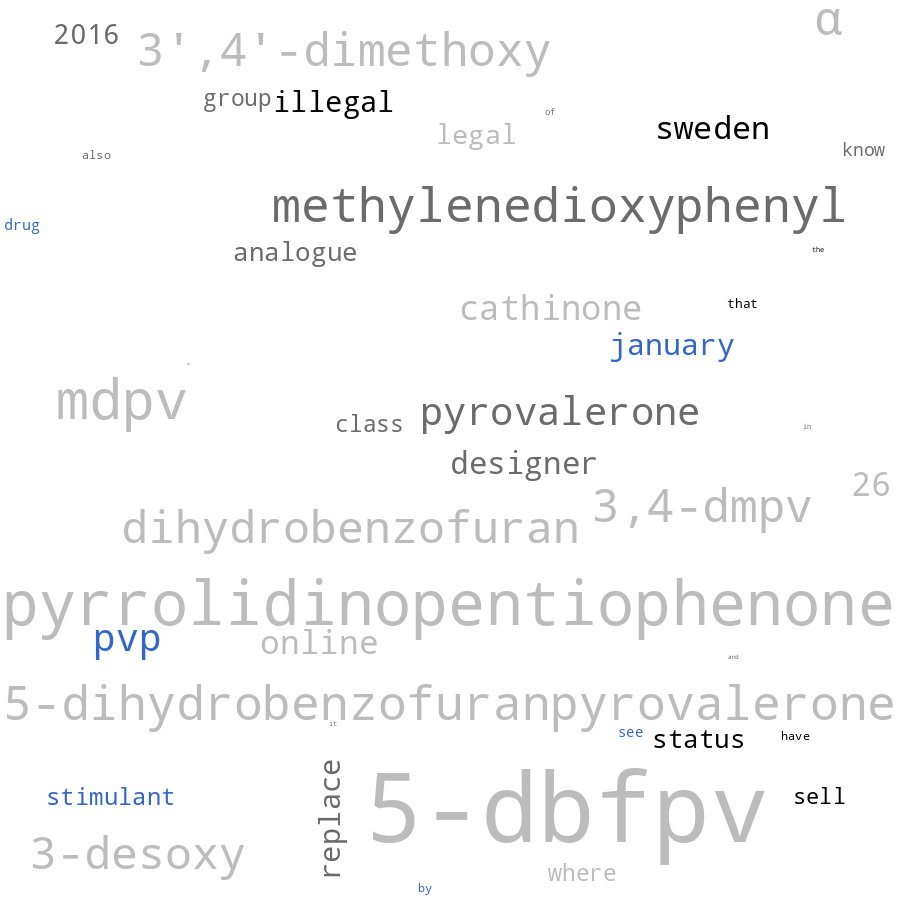 α
2016
3',4'-dimethoxy
group
illegal
of
legal
sweden
also
know
methylenedioxyphenyl
drug
analogue
the
cathinone
that
january
mdpv
pyrovalerone
class
in
designer
26
3,4-dmpv
dihydrobenzofuran
pyrrolidinopentiophenone
pvp
online
and
5-dihydrobenzofuranpyrovalerone
it
see
status
have
stimulant
replace
5-dbfpv
sell
3-desoxy
where
by